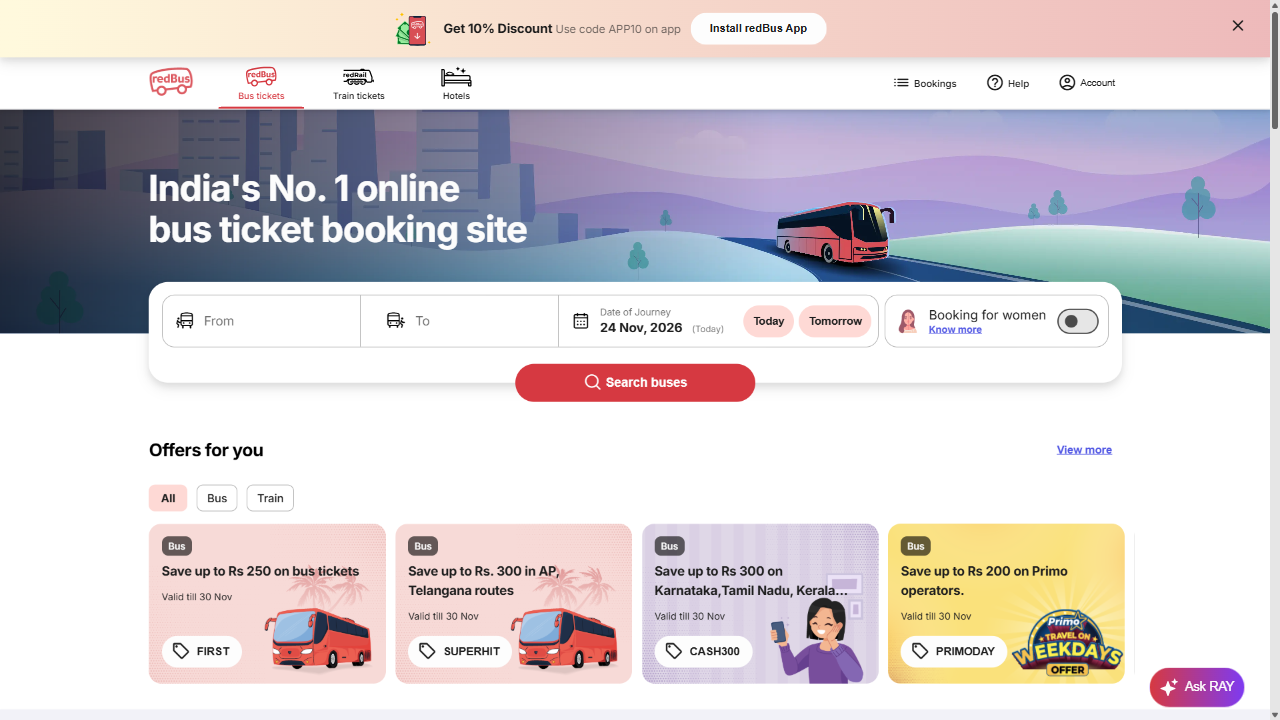 Get 10% Discount Use code APP10 on app
Install redBus App
redBus
redBus
Bus tickets
redRail
Train tickets
Hotels
Bookings
Help
Account
India's No. 1 online
bus ticket booking site
From
To
Date of Journey
24 Nov, 2026 (Today)
Today
Tomorrow
Booking for women
Know more
Search buses
Offers for you
View more
All
Bus
Train
Bus
Save up to Rs 250 on bus tickets
Valid till 30 Nov
FIRST
Bus
Save up to Rs. 300 in AP,
Telangana routes
Valid till 30 Nov
SUPERHIT
Bus
Save up to Rs 300 on
Karnataka,Tamil Nadu, Kerala...
Valid till 30 Nov
CASH300
Bus
Save up to Rs 200 on Primo
operators.
Valid till 30 Nov
PRIMODAY
Primo
TRAVEL ON
WEEKDAYS
OFFER
Ask RAY